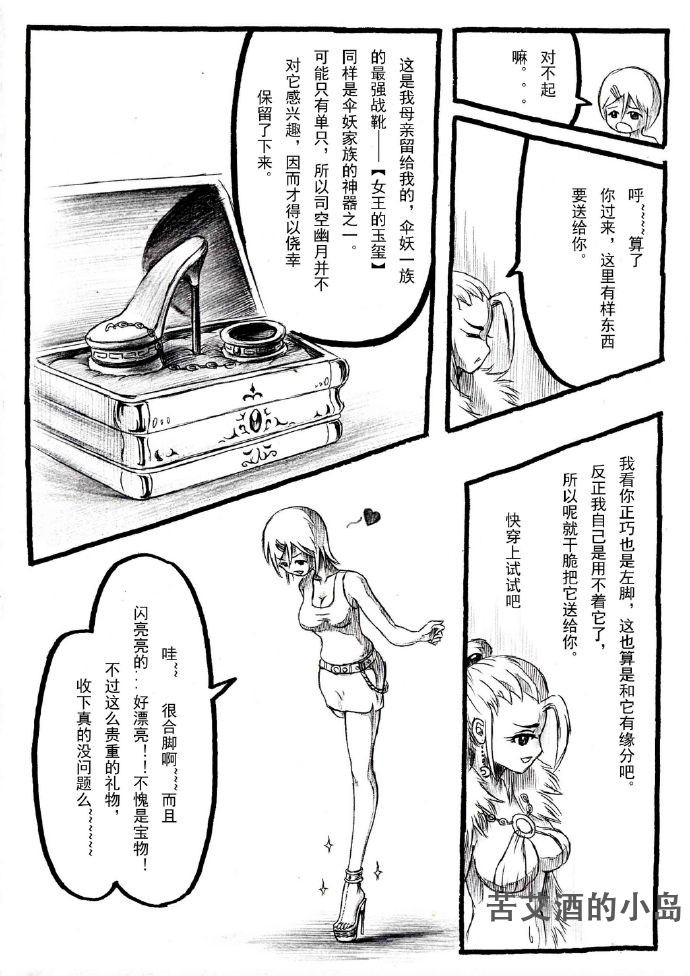 对不起
嘛。。。
呼~~~算了
你过来，这里有样东西
要送给你。
这是我母亲留给我的，伞妖一族
的最强战靴——【女王的玉玺】
同样是伞妖家族的神器之一。
可能只有单只，所以司空幽月并不
对它感兴趣，因而才得以侥幸
保留了下来。
我看你正巧也是左脚，这也算是和它有缘分吧。
反正我自己是用不着它了，
所以呢就干脆把它送给你。
快穿上试试吧
哇~~ 很合脚啊~~~而且
闪亮亮的...好漂亮！！不愧是宝物！
不过这么贵重的礼物，
收下真的没问题么~~~~~~
苦艾酒的小岛